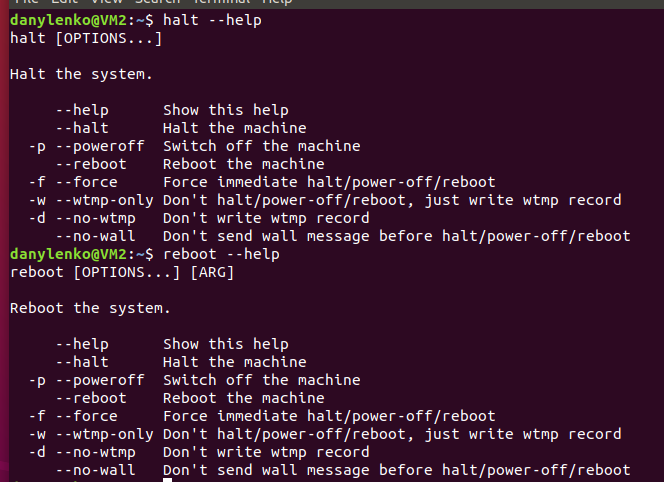 File Edit View Search Terminal Help
danylenko@VM2:~$ halt --help
halt [OPTIONS...]

Halt the system.

     --help      Show this help
     --halt      Halt the machine
  -p --poweroff  Switch off the machine
     --reboot    Reboot the machine
  -f --force     Force immediate halt/power-off/reboot
  -w --wtmp-only Don't halt/power-off/reboot, just write wtmp record
  -d --no-wtmp   Don't write wtmp record
     --no-wall   Don't send wall message before halt/power-off/reboot
danylenko@VM2:~$ reboot --help
reboot [OPTIONS...] [ARG]

Reboot the system.

     --help      Show this help
     --halt      Halt the machine
  -p --poweroff  Switch off the machine
     --reboot    Reboot the machine
  -f --force     Force immediate halt/power-off/reboot
  -w --wtmp-only Don't halt/power-off/reboot, just write wtmp record
  -d --no-wtmp   Don't write wtmp record
     --no-wall   Don't send wall message before halt/power-off/reboot